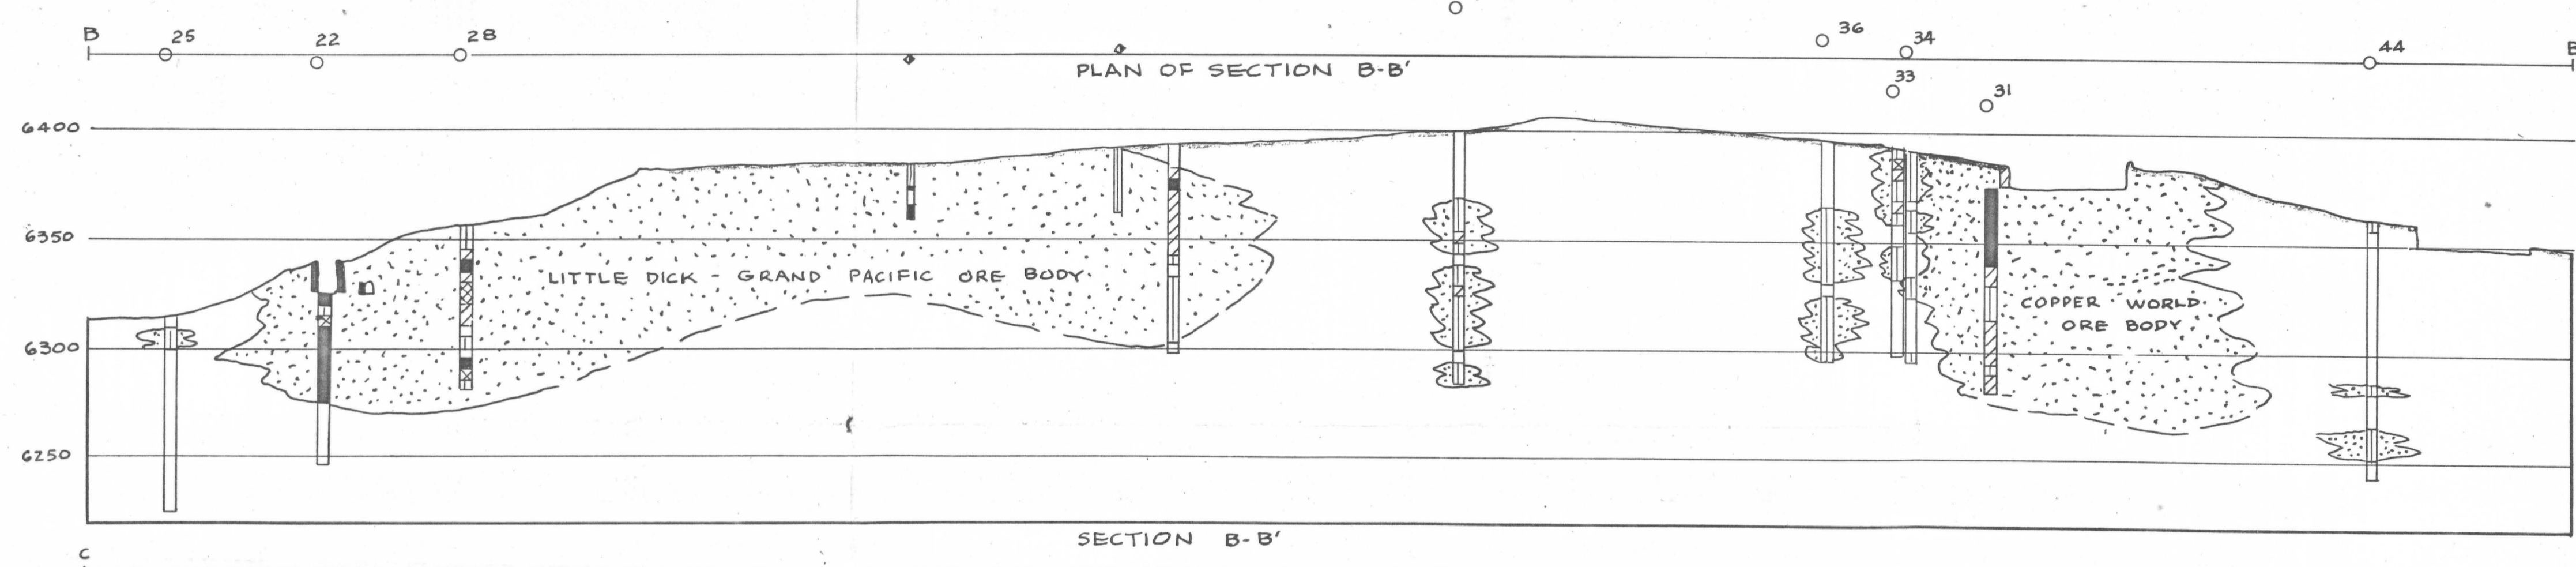 B 25 22 28 36 34 44 B
PLAN OF SECTION B-B'
33 31
6400
6350
LITTLE DICK - GRAND PACIFIC ORE BODY
COPPER WORLD
ORE BODY
6300
6250
SECTION B-B'
C